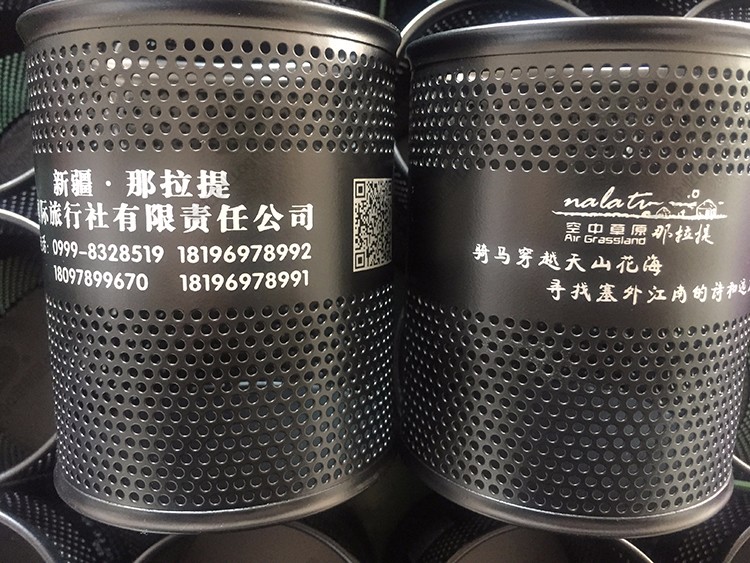 新疆·那拉提
际旅行社有限责任公司
话：0999-8328519 18196978992
18097899670 18196978991
nalati
空中草原 那拉提
Air Grassland
骑马穿越天山花海
寻找塞外江南的诗和远